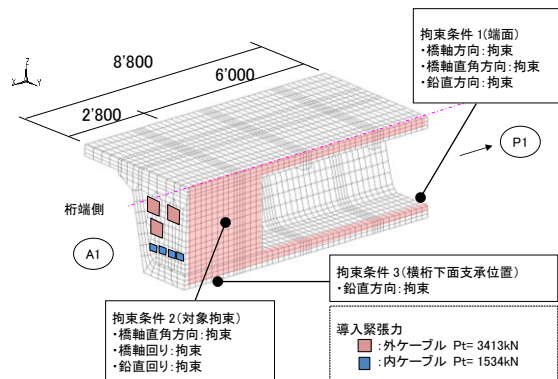 8'800
6'000
2'800
Z
X
Y
拘束条件 1(端面)
・橋軸方向:拘束
・橋軸直角方向:拘束
・鉛直方向:拘束
P1
桁端側
A1
拘束条件 3(横桁下面支承位置)
・鉛直方向:拘束
拘束条件 2(対象拘束)
・橋軸直角方向:拘束
・橋軸回り:拘束
・鉛直回り:拘束
導入緊張力
:外ケーブル Pt= 3413kN
:内ケーブル Pt= 1534kN